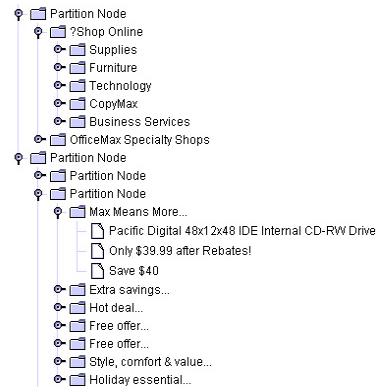 Partition Node
?Shop Online
Supplies
Furniture
Technology
CopyMax
Business Services
OfficeMax Specialty Shops
Partition Node
Partition Node
Partition Node
Max Means More...
Pacific Digital 48x12x48 IDE Internal CD-RW Drive
Only $39.99 after Rebates!
Save $40
Extra savings...
Hot deal...
Free offer...
Free offer...
Style, comfort & value...
Holiday essential...